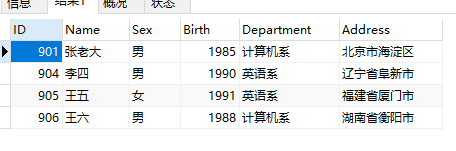 信息 结果1 概况 状态
ID Name Sex Birth Department Address
901 张老大 男 1985 计算机系 北京市海淀区
904 李四 男 1990 英语系 辽宁省阜新市
905 王五 女 1991 英语系 福建省厦门市
906 王六 男 1988 计算机系 湖南省衡阳市